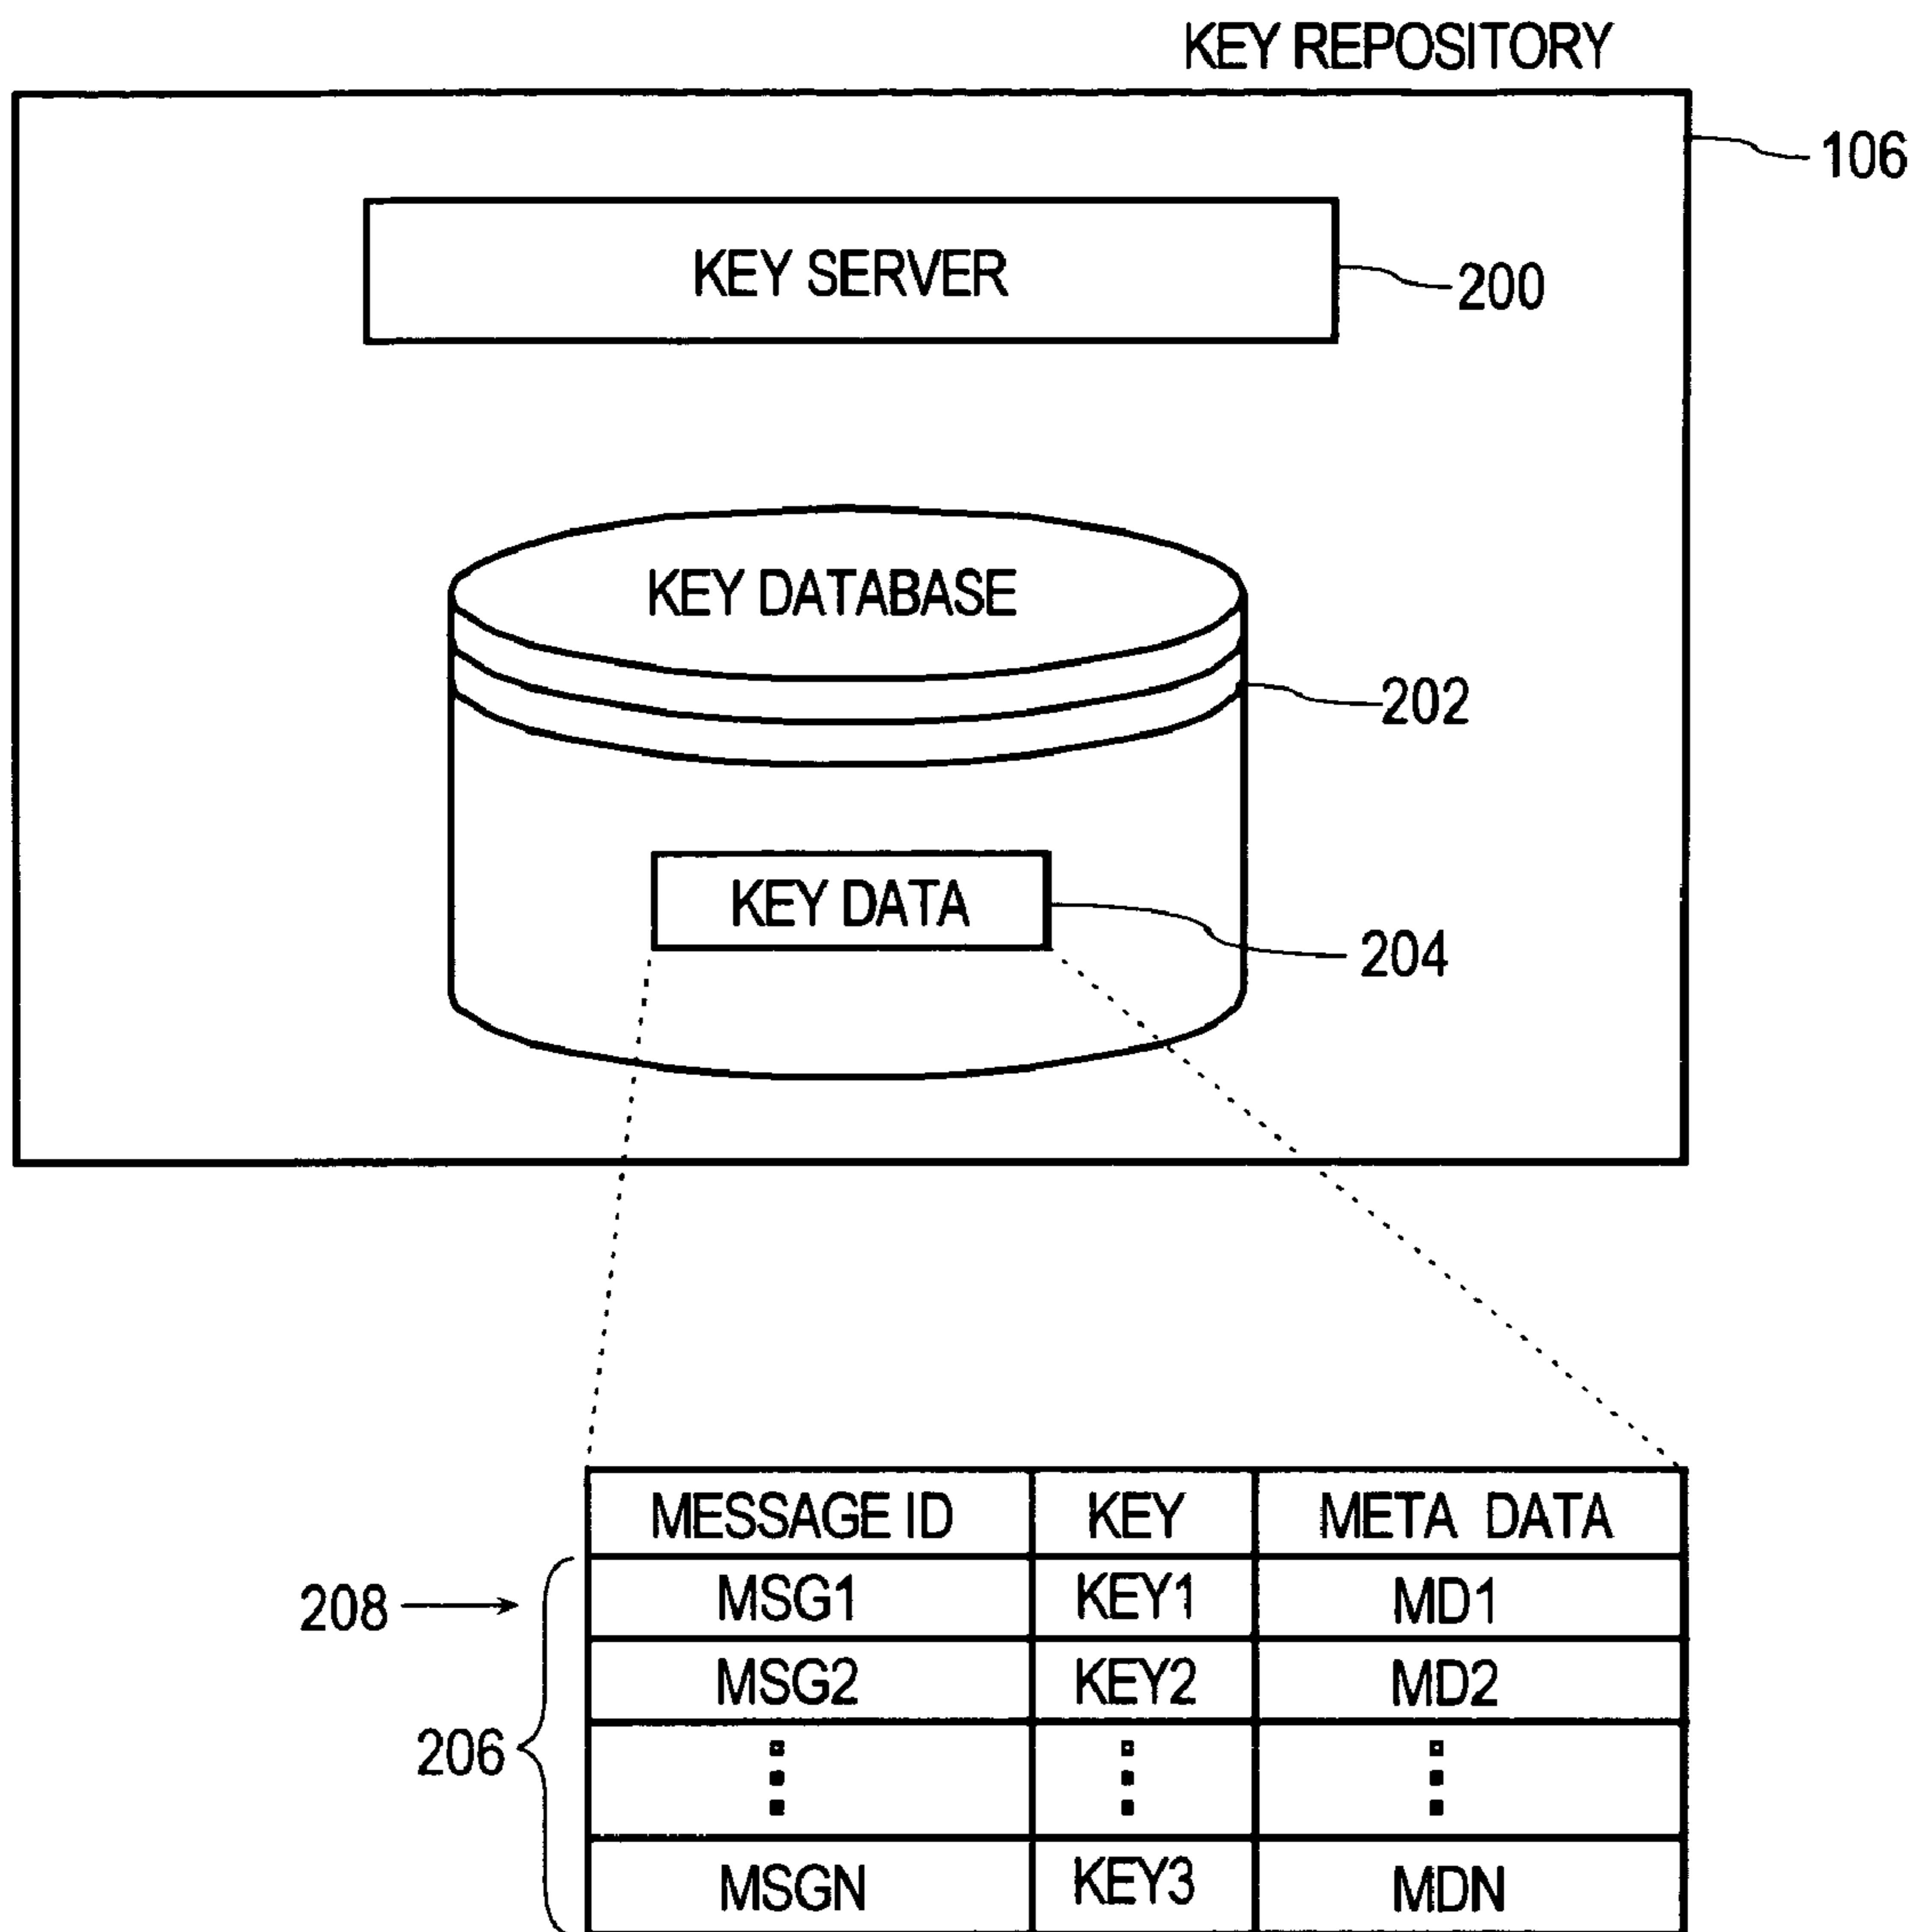 KEY REPOSITORY
106
KEY SERVER
200
KEY DATABASE
202
KEY DATA
204
MESSAGE ID KEY META DATA
208 MSG1 KEY1 MD1
MSG2 KEY2 MD2
206
MSGN KEY3 MDN